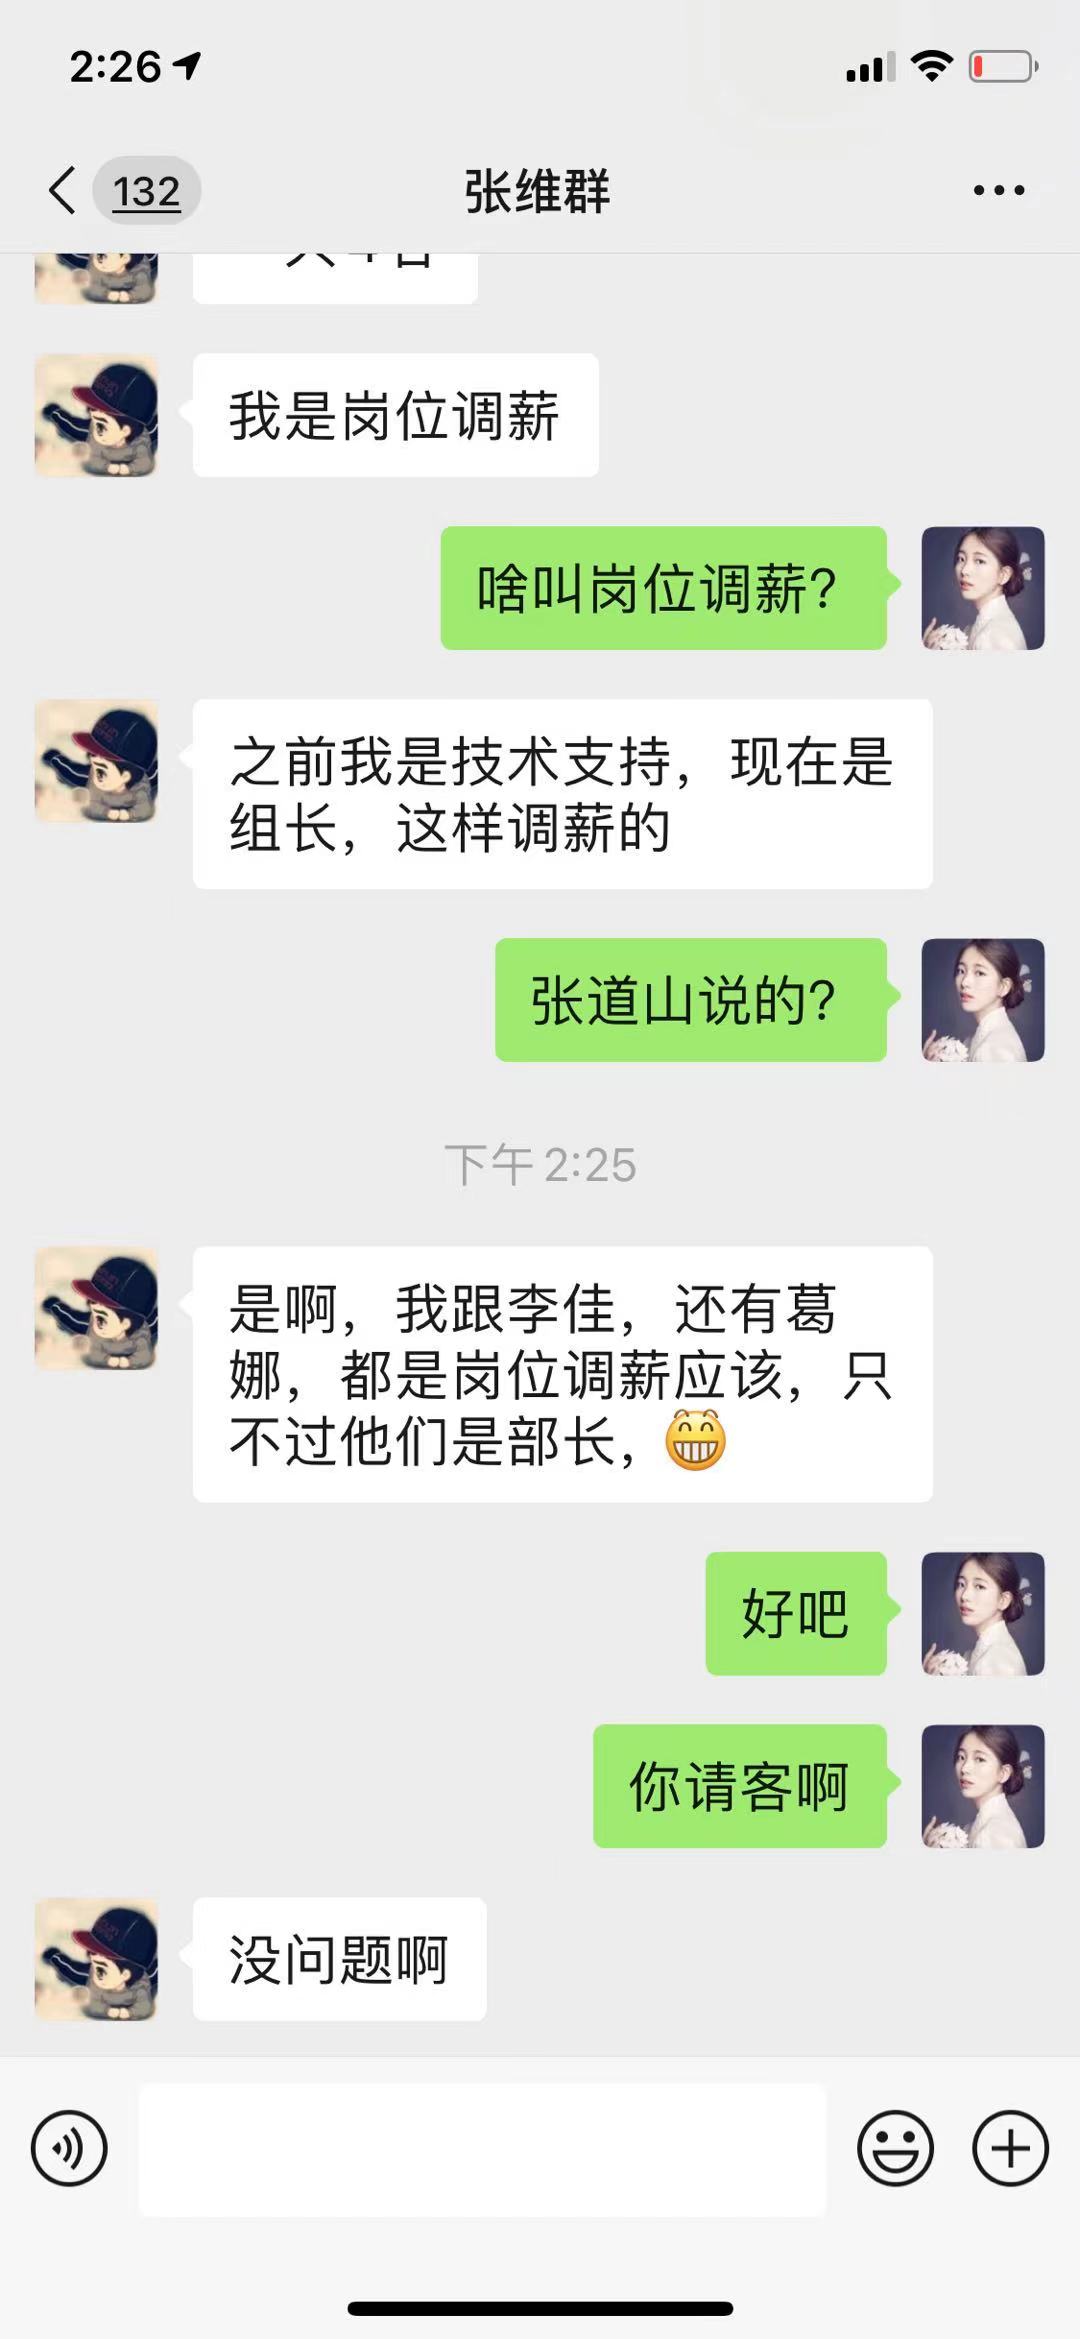 2:26
132
张维群
我是岗位调薪
啥叫岗位调薪?
之前我是技术支持，现在是
组长，这样调薪的
张道山说的?
下午 2:25
是啊，我跟李佳，还有葛
娜，都是岗位调薪应该，只
不过他们是部长，😁
好吧
你请客啊
没问题啊